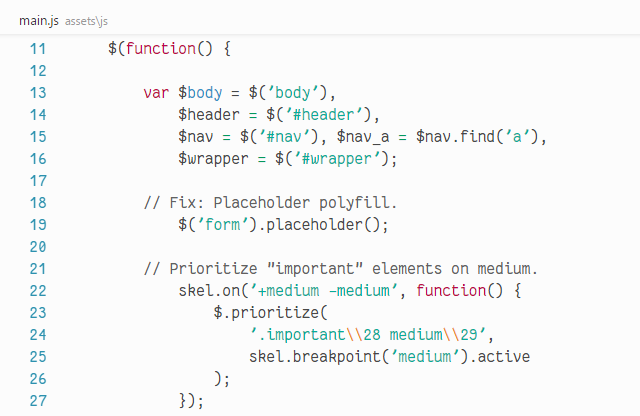 main.js assets\js
11 $(function() {
12
13 var $body = $('body'),
14 $header = $('#header'),
15 $nav = $('#nav'), $nav_a = $nav.find('a'),
16 $wrapper = $('#wrapper');
17
18 // Fix: Placeholder polyfill.
19 $('form').placeholder();
20
21 // Prioritize "important" elements on medium.
22 skel.on('+medium -medium', function() {
23 $.prioritize(
24 '.important\\28 medium\\29',
25 skel.breakpoint('medium').active
26 );
27 });